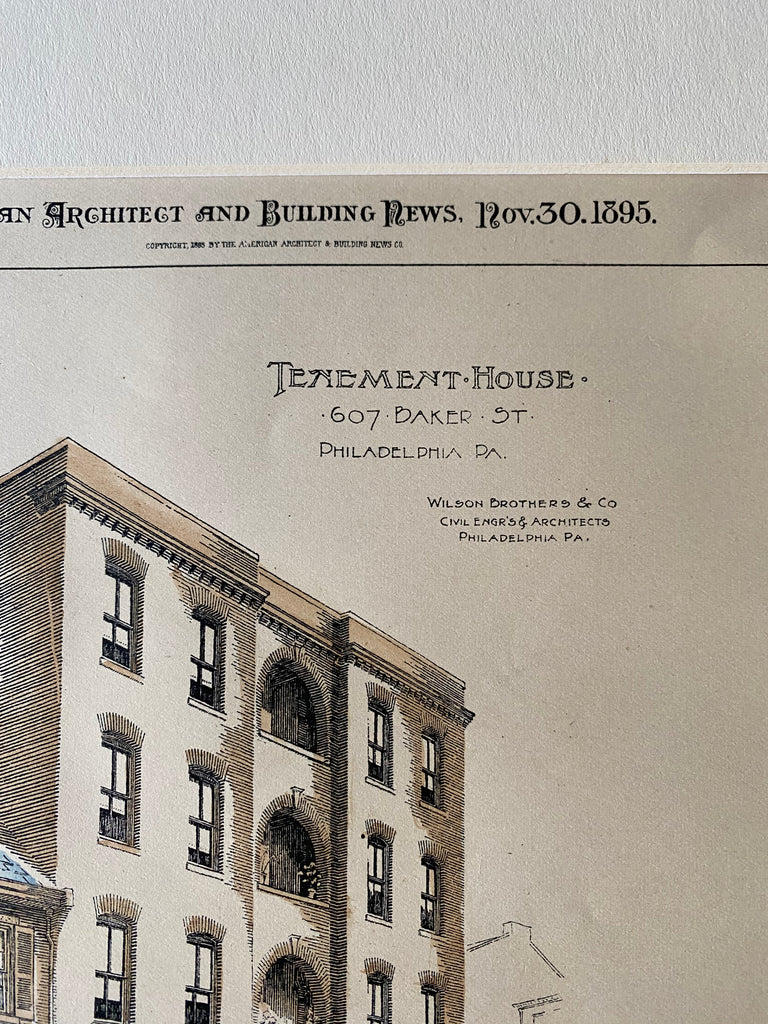 AN ARCHITECT AND BUILDING NEWS, NOV. 30. 1895.
COPYRIGHT, 1895 BY THE AMERICAN ARCHITECT & BUILDING NEWS CO.
TENEMENT·HOUSE·
·607·BAKER·ST·
PHILADELPHIA PA.
WILSON BROTHERS & CO
CIVIL ENGR'S & ARCHITECTS
PHILADELPHIA PA.